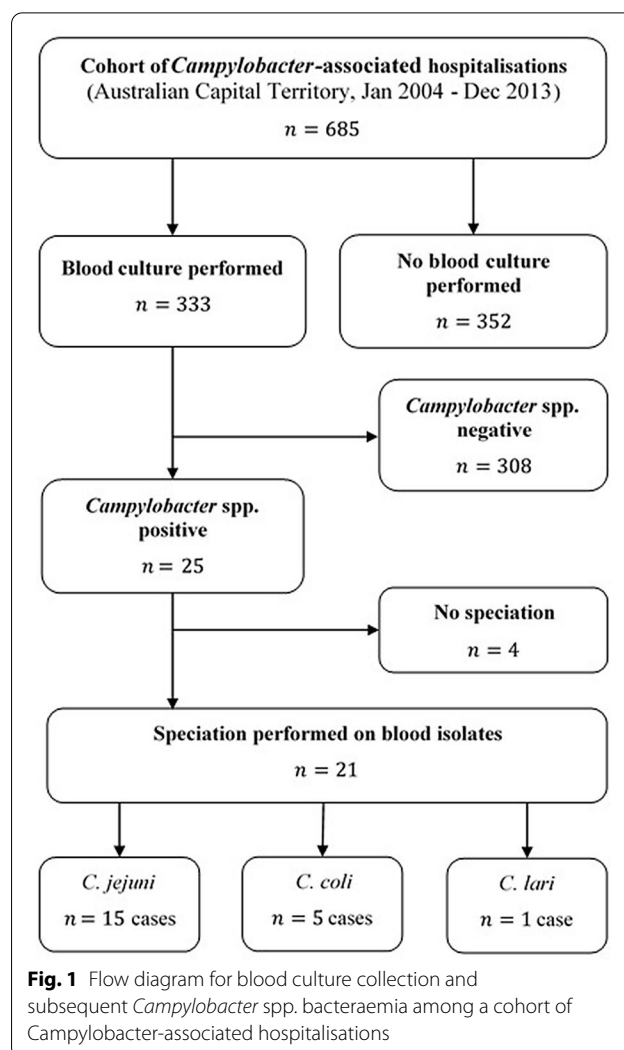 Cohort of Campylobacter-associated hospitalisations
(Australian Capital Territory, Jan 2004 - Dec 2013)
n = 685
Blood culture performed
n = 333
No blood culture
performed
n = 352
Campylobacter spp.
negative
n = 308
Campylobacter spp.
positive
n = 25
No speciation
n = 4
Speciation performed on blood isolates
n = 21
C. jejuni
n = 15 cases
C. coli
n = 5 cases
C. lari
n = 1 case
Fig. 1 Flow diagram for blood culture collection and
subsequent Campylobacter spp. bacteraemia among a cohort of
Campylobacter-associated hospitalisations